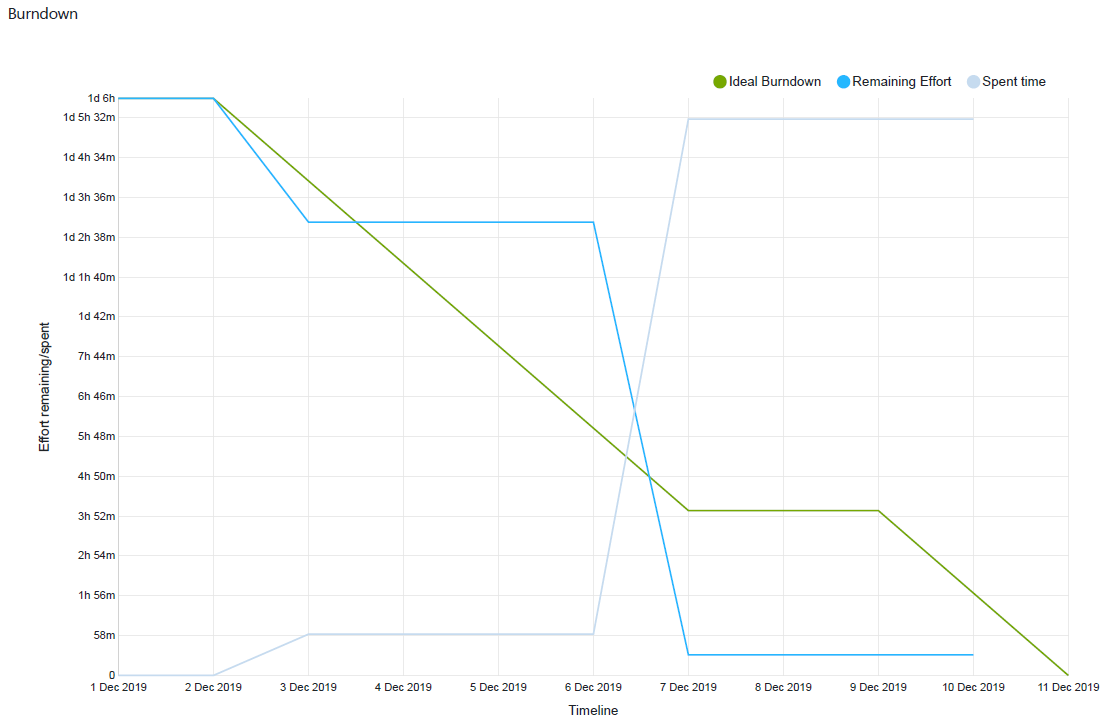 Burndown
Ideal Burndown Remaining Effort Spent time
1d 6h
1d 5h 32m
1d 4h 34m
1d 3h 36m
1d 2h 38m
1d 1h 40m
1d 42m
7h 44m
6h 46m
5h 48m
4h 50m
3h 52m
2h 54m
1h 56m
58m
0
Effort remaining/spent
1 Dec 2019 2 Dec 2019 3 Dec 2019 4 Dec 2019 5 Dec 2019 6 Dec 2019 7 Dec 2019 8 Dec 2019 9 Dec 2019 10 Dec 2019 11 Dec 2019
Timeline